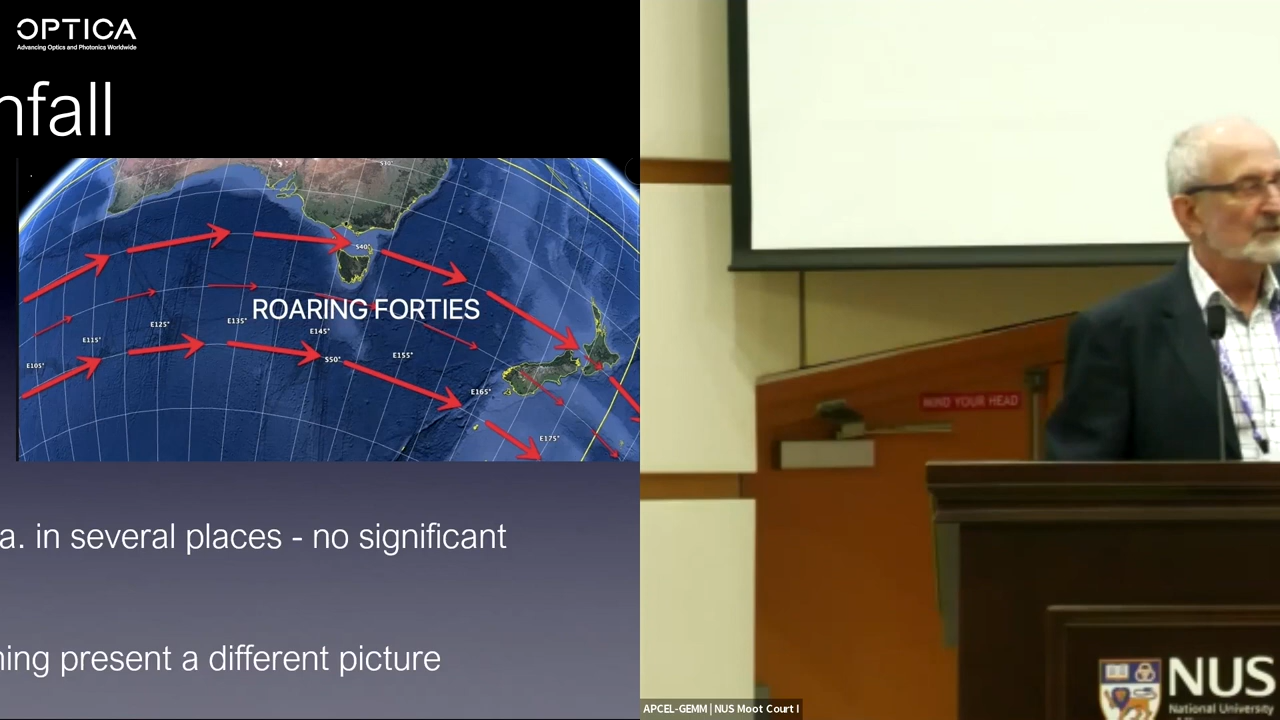 OPTICA
Advancing Optics and Photonics Worldwide
nfall
S40°
ROARING FORTIES
E105°
E115°
E125°
E135°
E145°
S50°
E155°
E165°
E175°
a. in several places - no significant
ning present a different picture
MIND YOUR HEAD
NUS
National University
APCEL-GEMM | NUS Moot Court I